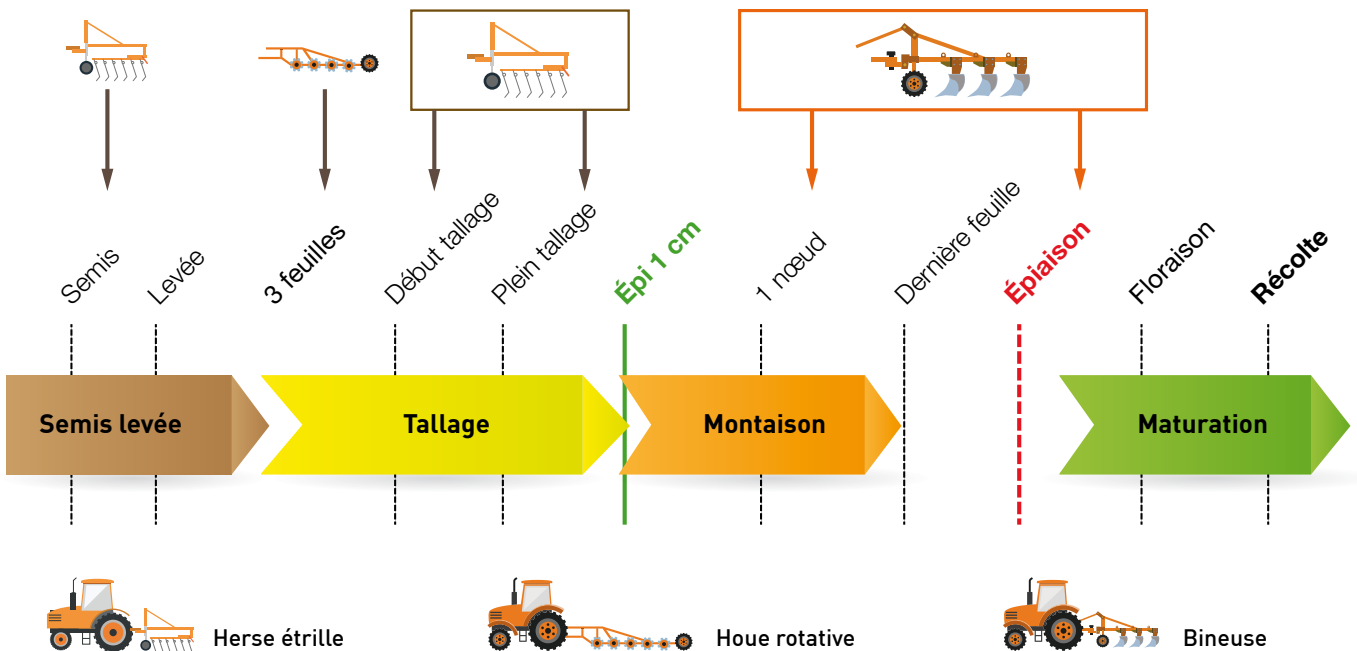 Semis
Levée
3 feuilles
Début tallage
Plein tallage
Épi 1 cm
1 nœud
Dernière feuille
Épiaison
Floraison
Récolte
Semis levée
Tallage
Montaison
Maturation
Herse étrille
Houe rotative
Bineuse